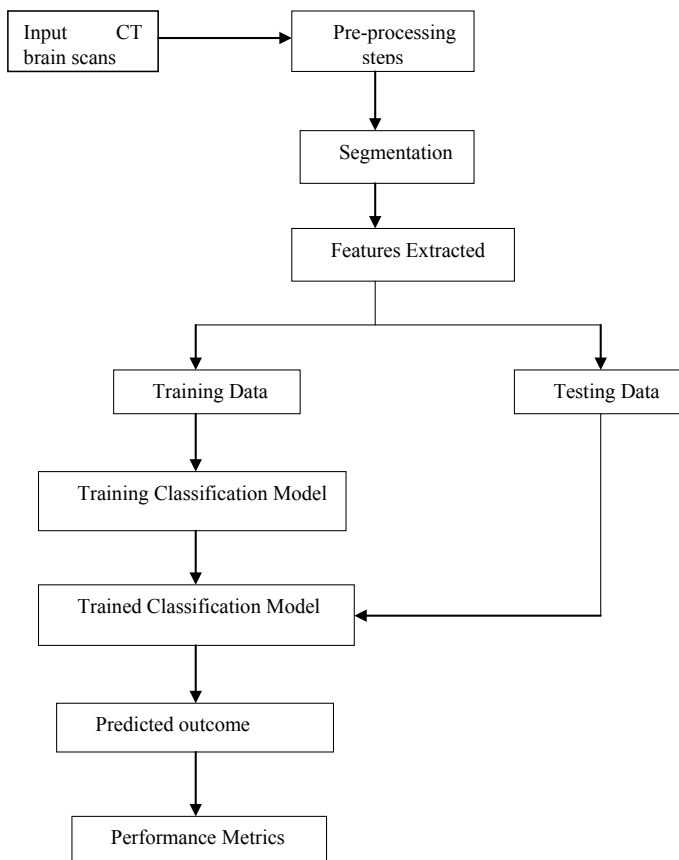 Input CT
brain scans
Pre-processing
steps
Segmentation
Features Extracted
Training Data
Testing Data
Training Classification Model
Trained Classification Model
Predicted outcome
Performance Metrics